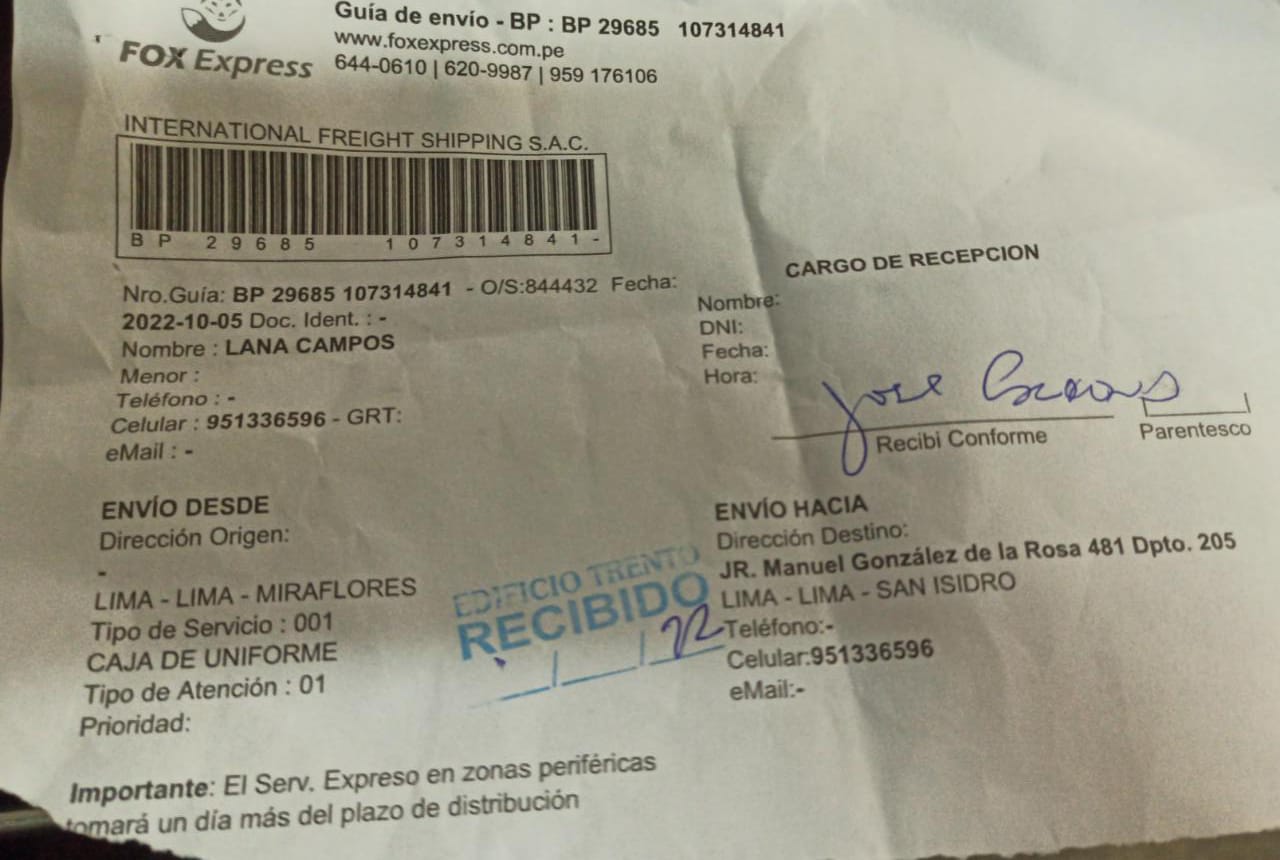 FOX Express
Guía de envío - BP : BP 29685 107314841
www.foxexpress.com.pe
644-0610 | 620-9987 | 959 176106
INTERNATIONAL FREIGHT SHIPPING S.A.C.
BP 29685 107314841-
Nro.Guía: BP 29685 107314841 - O/S:844432 Fecha:
2022-10-05 Doc. Ident. : -
Nombre : LANA CAMPOS
Menor :
Teléfono : -
Celular : 951336596 - GRT:
eMail : -
CARGO DE RECEPCION
Nombre:
DNI:
Fecha:
Hora:
Jose
Recibi Conforme
Parentesco
ENVÍO DESDE
Dirección Origen:
-
LIMA - LIMA - MIRAFLORES
Tipo de Servicio : 001
CAJA DE UNIFORME
Tipo de Atención : 01
Prioridad:
EDIFICIO TRENTO
RECIBIDO
22
ENVÍO HACIA
Dirección Destino:
JR. Manuel González de la Rosa 481 Dpto. 205
LIMA - LIMA - SAN ISIDRO
Teléfono:-
Celular:951336596
eMail:-
Importante: El Serv. Expreso en zonas periféricas
tomará un día más del plazo de distribución